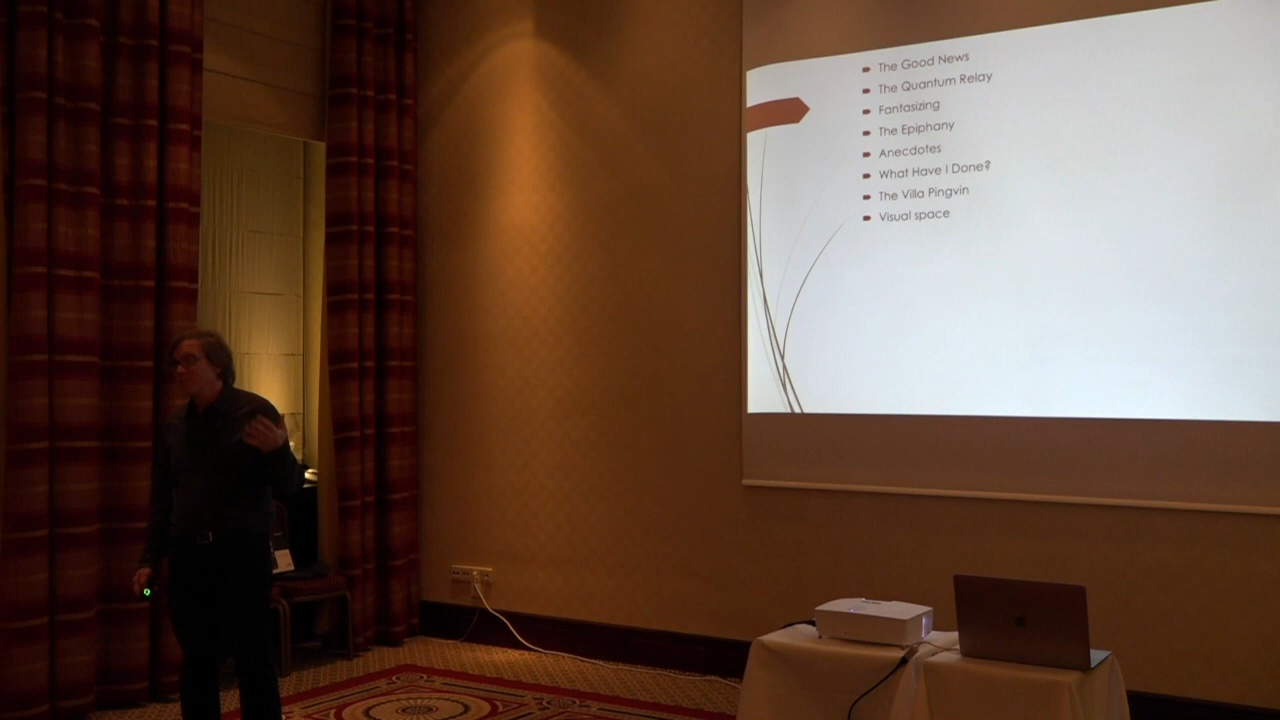 The Good News
The Quantum Relay
Fantasizing
The Epiphany
Anecdotes
What Have I Done?
The Villa Pingvin
Visual space